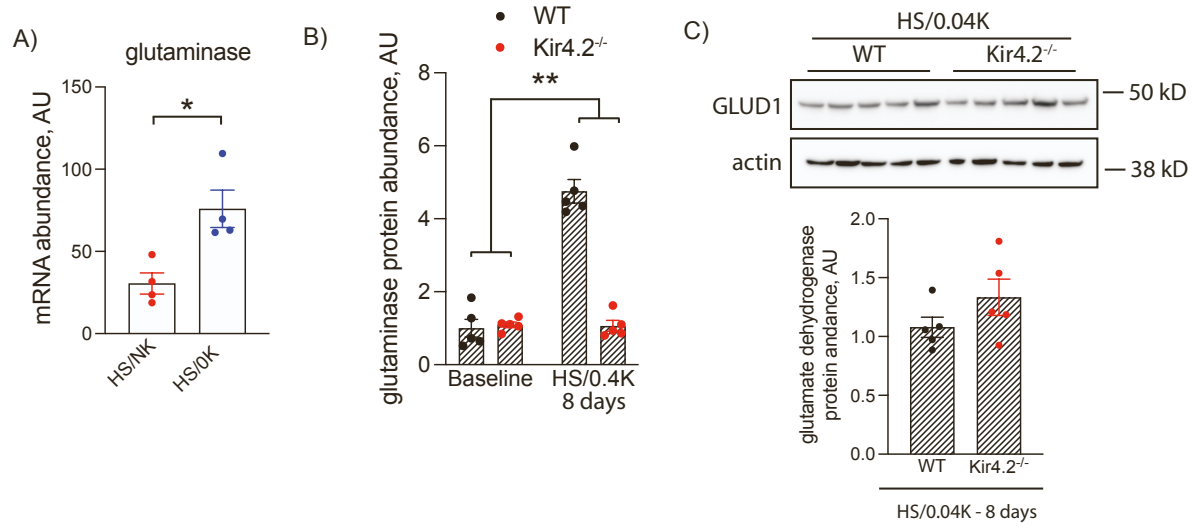 A)
glutaminase
mRNA abundance, AU
150
100
50
0
*
HS/NK
HS/0K
B)
WT
Kir4.2-/-
glutaminase protein abundance, AU
8
6
4
2
0
**
Baseline
HS/0.4K
8 days
C)
HS/0.04K
WT
Kir4.2-/-
GLUD1
50 kD
actin
38 kD
glutamate dehydrogenase
protein andance, AU
2.0
1.5
1.0
0.5
0.0
WT
Kir4.2-/-
HS/0.04K - 8 days